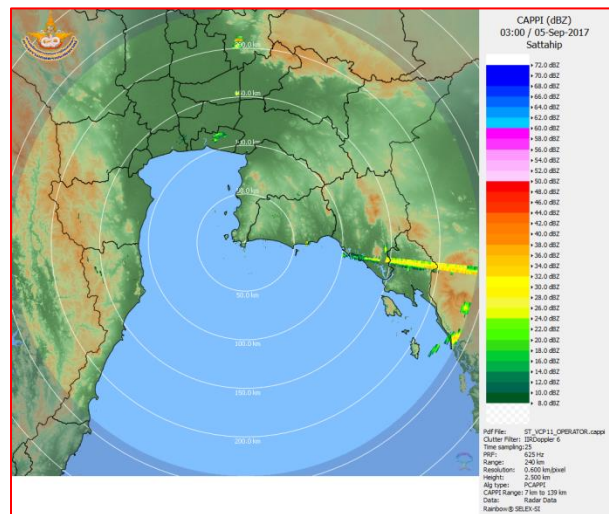 CAPPI (dBZ)
03:00 / 05-Sep-2017
Sattahip
+ 72.0 dBZ
+ 70.0 dBZ
+ 68.0 dBZ
+ 66.0 dBZ
+ 64.0 dBZ
+ 62.0 dBZ
+ 60.0 dBZ
+ 58.0 dBZ
+ 56.0 dBZ
+ 54.0 dBZ
+ 52.0 dBZ
+ 50.0 dBZ
+ 48.0 dBZ
+ 46.0 dBZ
+ 44.0 dBZ
+ 42.0 dBZ
+ 40.0 dBZ
+ 38.0 dBZ
+ 36.0 dBZ
+ 34.0 dBZ
+ 32.0 dBZ
+ 30.0 dBZ
+ 28.0 dBZ
+ 26.0 dBZ
+ 24.0 dBZ
+ 22.0 dBZ
+ 20.0 dBZ
+ 18.0 dBZ
+ 16.0 dBZ
+ 14.0 dBZ
+ 12.0 dBZ
+ 10.0 dBZ
+ 8.0 dBZ
50.0 km
100.0 km
150.0 km
200.0 km
Pdf File: ST_VCP11_OPERATOR.cappi
Clutter Filter: IIRDoppler 6
Time sampling:25
PRF: 625 Hz
Range: 240 km
Resolution: 0.600 km/pixel
Height: 2.500 km
Alg type: PCAPPI
CAPPI Range: 7 km to 139 km
Data: Radar Data
Rainbow® SELEX-SI